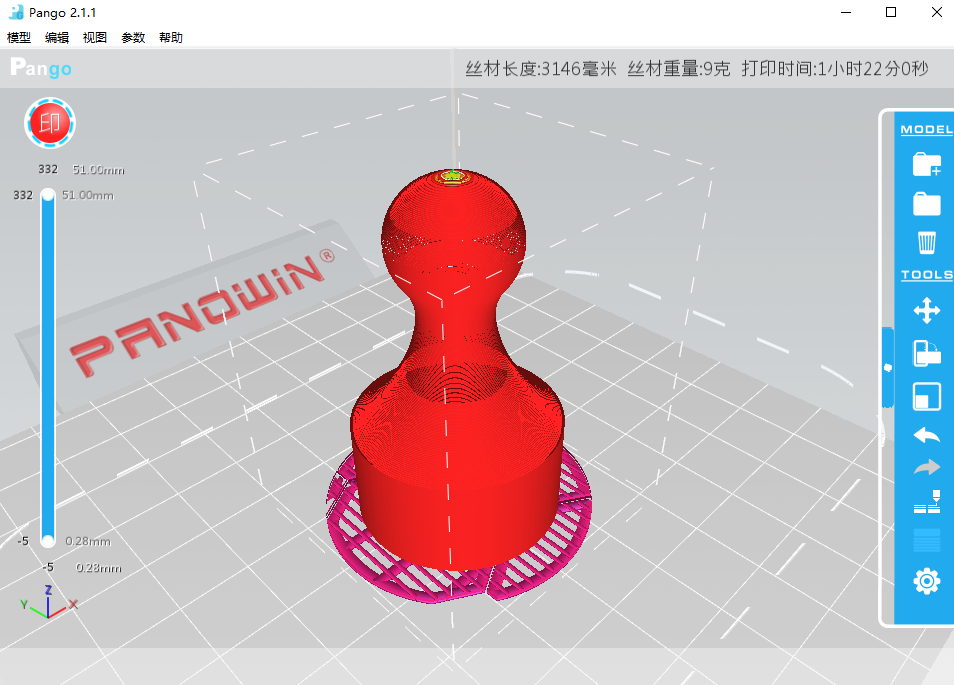 Pango 2.1.1
模型 编辑 视图 参数 帮助
Pango
丝材长度:3146毫米 丝材重量:9克 打印时间:1小时22分0秒
印
MODEL
332 51.00mm
332 51.00mm
PANOWIN®
TOOLS
-5 0.28mm
-5 0.28mm
Z
Y X